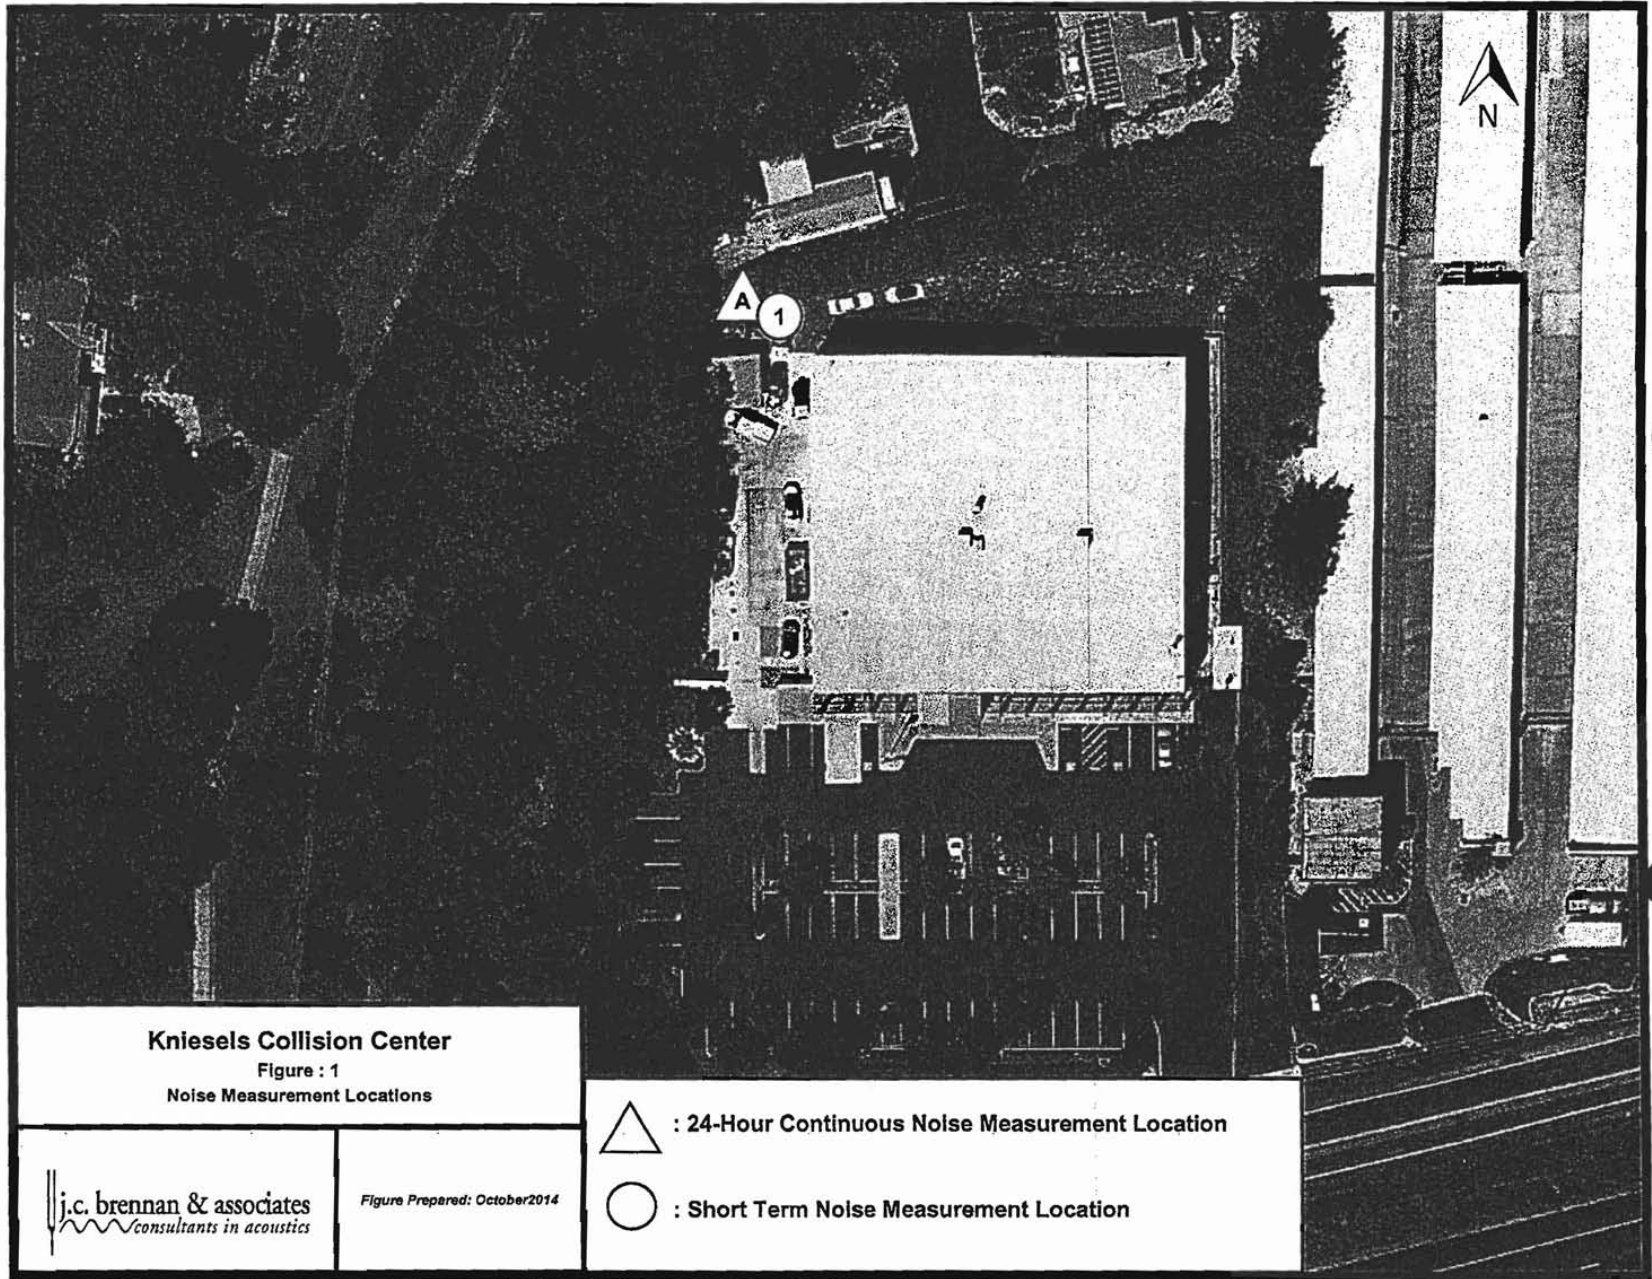 N
A
1
Kniesels Collision Center
Figure : 1
Noise Measurement Locations
j.c. brennan & associates
consultants in acoustics
Figure Prepared: October2014
: 24-Hour Continuous Noise Measurement Location
: Short Term Noise Measurement Location